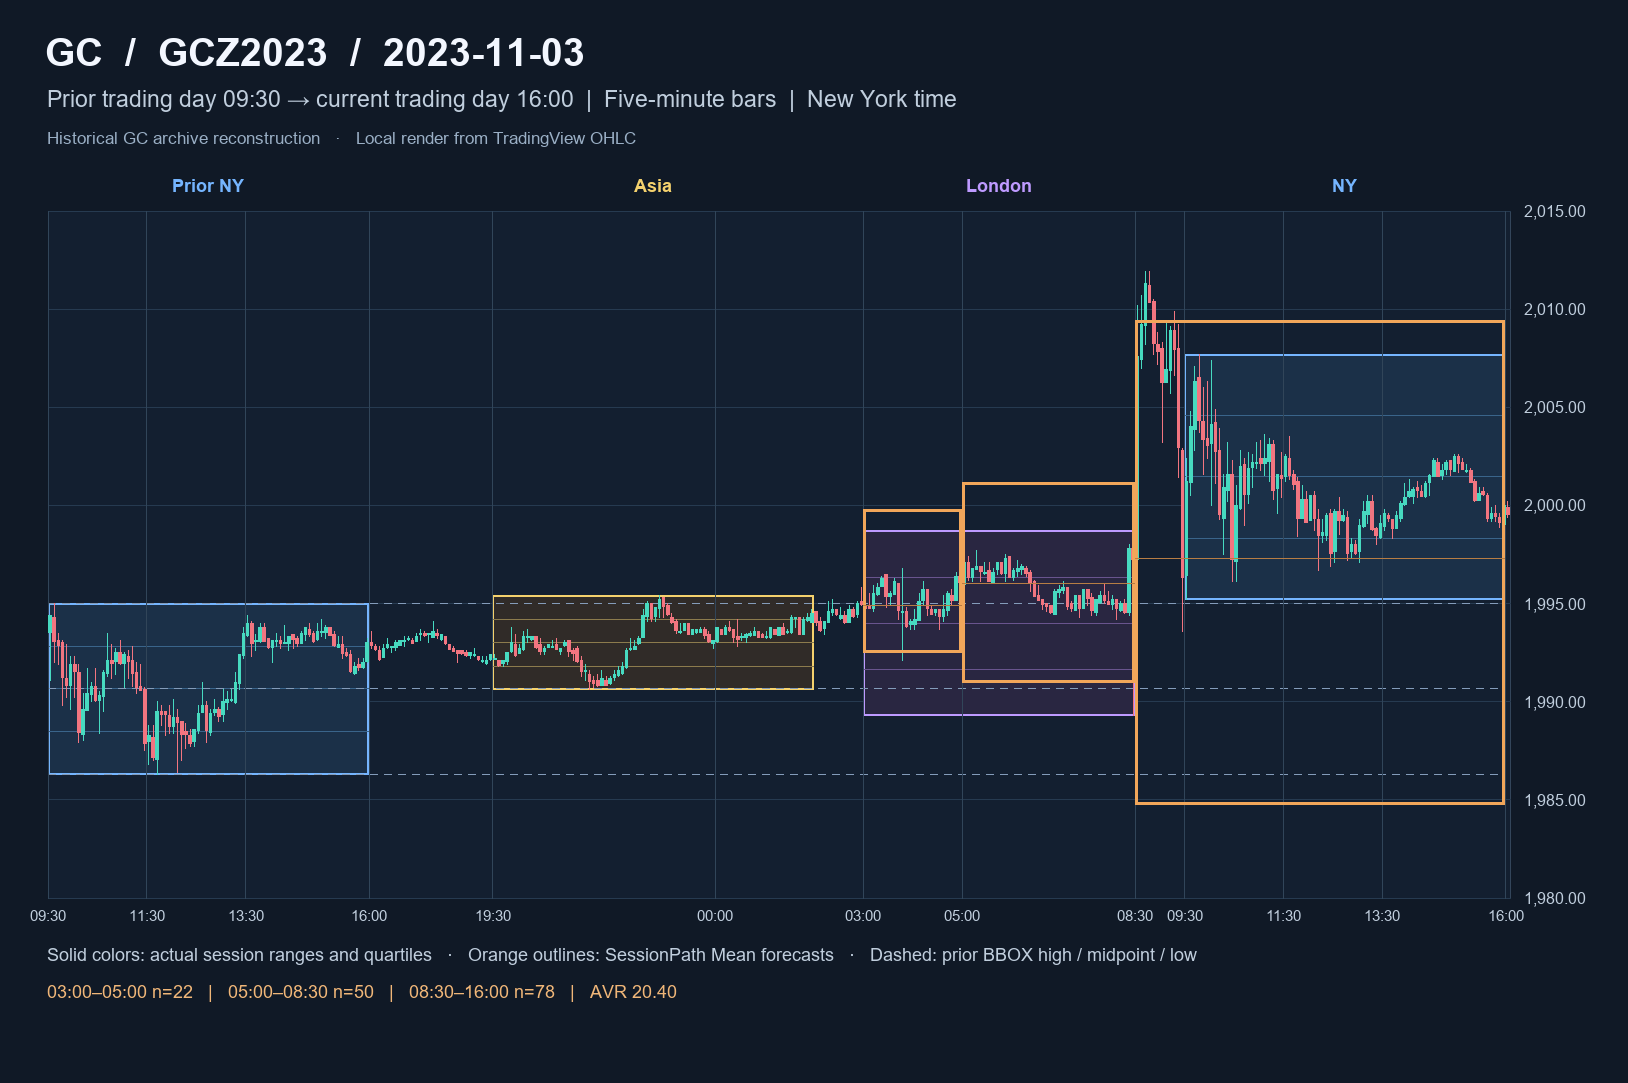 GC / GCZ2023 / 2023-11-03
Prior trading day 09:30 → current trading day 16:00 | Five-minute bars | New York time
Historical GC archive reconstruction · Local render from TradingView OHLC
Prior NY Asia London NY
2,015.00
2,010.00
2,005.00
2,000.00
1,995.00
1,990.00
1,985.00
1,980.00
09:30 11:30 13:30 16:00 19:30 00:00 03:00 05:00 08:30 09:30 11:30 13:30 16:00
Solid colors: actual session ranges and quartiles · Orange outlines: SessionPath Mean forecasts · Dashed: prior BBOX high / midpoint / low
03:00–05:00 n=22 | 05:00–08:30 n=50 | 08:30–16:00 n=78 | AVR 20.40